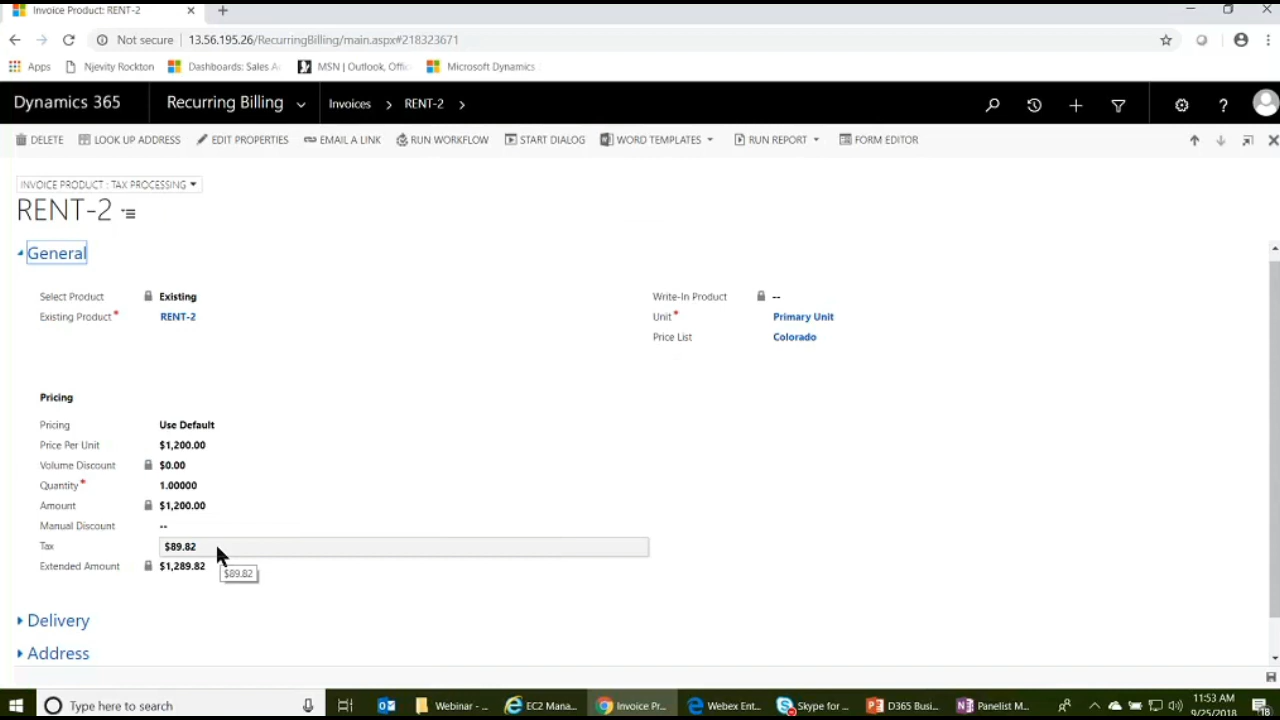 Invoice Product: RENT-2
Not secure 13.56.195.26/RecurringBilling/main.aspx#218323671
Apps Njevity Rockton Dashboards: Sales A MSN | Outlook, Offic Microsoft Dynamics
Dynamics 365 Recurring Billing Invoices RENT-2
DELETE LOOK UP ADDRESS EDIT PROPERTIES EMAIL A LINK RUN WORKFLOW START DIALOG WORD TEMPLATES RUN REPORT FORM EDITOR
INVOICE PRODUCT : TAX PROCESSING
RENT-2
General
Select Product Existing Write-In Product --
Existing Product* RENT-2 Unit* Primary Unit
Price List Colorado
Pricing
Pricing Use Default
Price Per Unit $1,200.00
Volume Discount $0.00
Quantity* 1.00000
Amount $1,200.00
Manual Discount --
Tax $89.82
Extended Amount $1,289.82
$89.82
Delivery
Address
Type here to search Webinar - ... EC2 Mana... Invoice Pr... Webex Ent... Skype for ... D365 Busi... Panelist M... 11:53 AM
9/25/2018 18